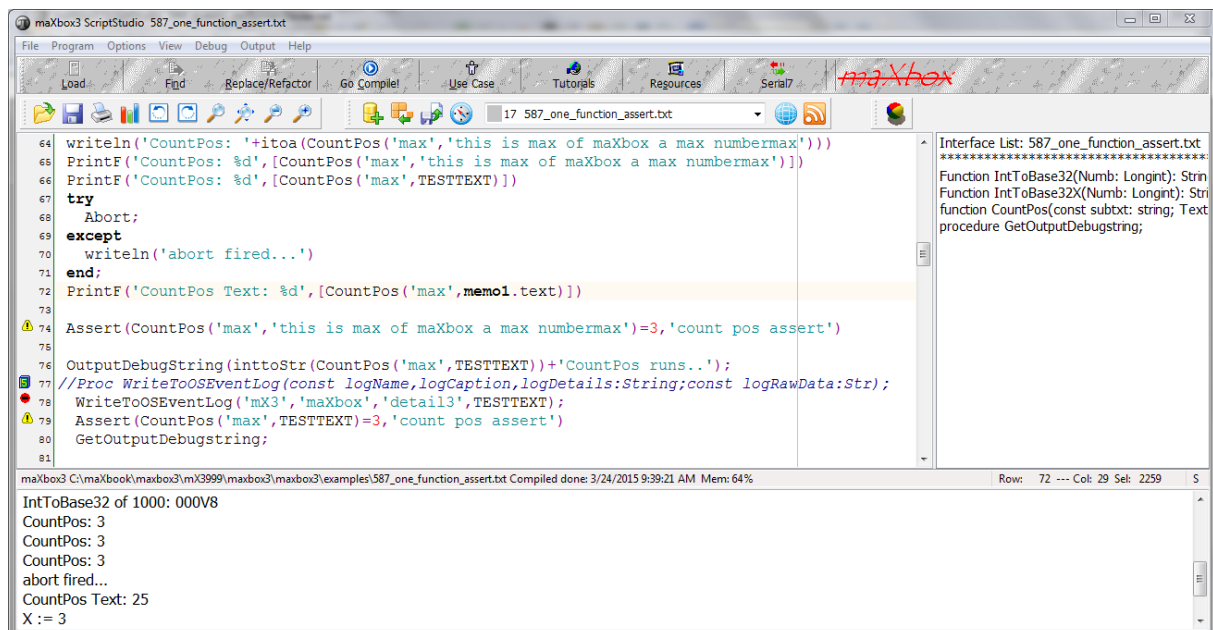 maXbox3 ScriptStudio 587_one_function_assert.txt
File Program Options View Debug Output Help
Load Find Replace/Refactor Go Compile! Use Case Tutorials Resources Serial7 maXbox
17 587_one_function_assert.txt
64 writeln('CountPos: '+itoa(CountPos('max','this is max of maXbox a max numbermax')))
65 PrintF('CountPos: %d',[CountPos('max','this is max of maXbox a max numbermax')])
66 PrintF('CountPos: %d',[CountPos('max',TESTTEXT)])
67 try
68 Abort;
69 except
70 writeln('abort fired...')
71 end;
72 PrintF('CountPos Text: %d',[CountPos('max',memo1.text)])
73
74 Assert(CountPos('max','this is max of maXbox a max numbermax')=3,'count pos assert')
75
76 OutputDebugString(inttoStr(CountPos('max',TESTTEXT))+'CountPos runs..');
77 //Proc WriteToOSEventLog(const logName,logCaption,logDetails:String;const logRawData:Str);
78 WriteToOSEventLog('mX3','maXbox','detail3',TESTTEXT);
79 Assert(CountPos('max',TESTTEXT)=3,'count pos assert')
80 GetOutputDebugstring;
81
Interface List: 587_one_function_assert.txt
****************************************
Function IntToBase32(Numb: Longint): Strin
Function IntToBase32X(Numb: Longint): Stri
function CountPos(const subtxt: string; Text
procedure GetOutputDebugstring;
maXbox3 C:\maXbook\maxbox3\mX3999\maxbox3\maxbox3\examples\587_one_function_assert.txt Compiled done: 3/24/2015 9:39:21 AM Mem: 64% Row: 72 --- Col: 29 Sel: 2259 S
IntToBase32 of 1000: 000V8
CountPos: 3
CountPos: 3
CountPos: 3
abort fired...
CountPos Text: 25
X := 3